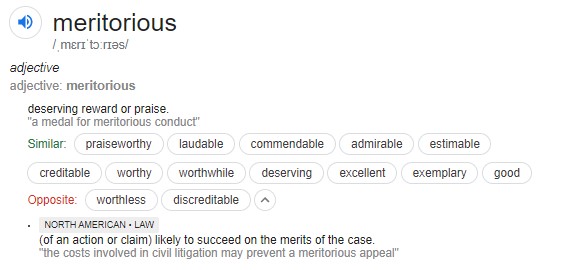 meritorious
/ˌmɛrɪˈtɔːrɪəs/
adjective
adjective: meritorious
deserving reward or praise.
"a medal for meritorious conduct"
Similar: praiseworthy laudable commendable admirable estimable
creditable worthy worthwhile deserving excellent exemplary good
Opposite: worthless discreditable
• NORTH AMERICAN • LAW
(of an action or claim) likely to succeed on the merits of the case.
"the costs involved in civil litigation may prevent a meritorious appeal"